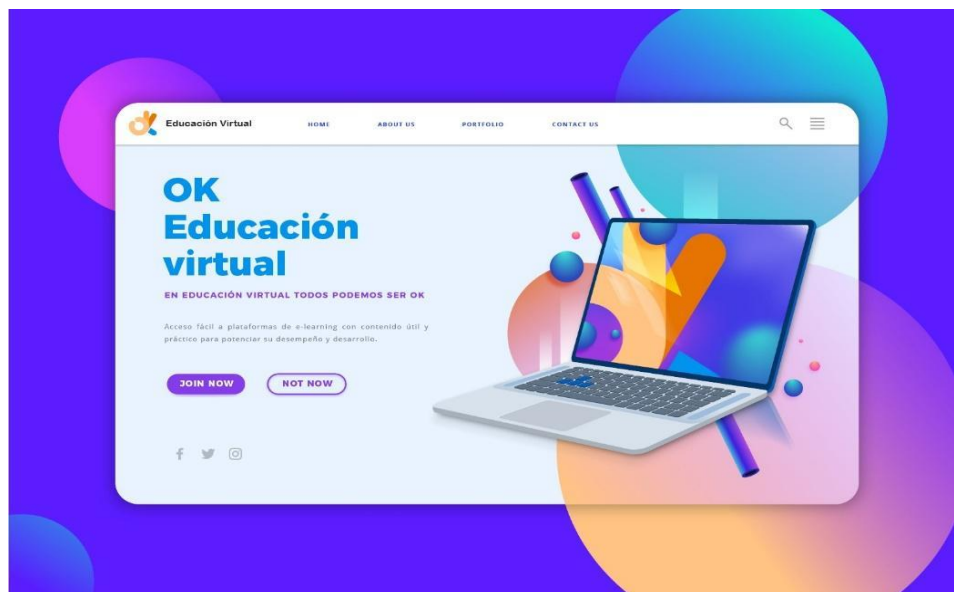 Educación Virtual
HOME ABOUT US PORTFOLIO CONTACT US
OK
Educación
virtual
EN EDUCACIÓN VIRTUAL TODOS PODEMOS SER OK
Acceso fácil a plataformas de e-learning con contenido útil y
práctico para potenciar su desempeño y desarrollo.
JOIN NOW NOT NOW